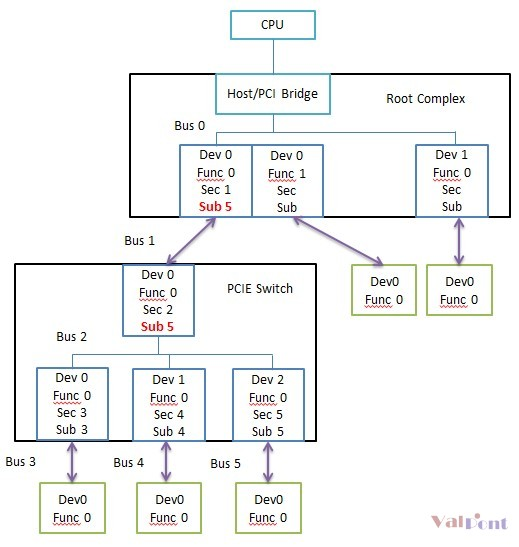 CPU
Host/PCI Bridge
Root Complex
Bus 0
Dev 0
Func 0
Sec 1
Sub 5
Dev 0
Func 1
Sec
Sub
Dev 1
Func 0
Sec
Sub
Bus 1
Dev 0
Func 0
Sec 2
Sub 5
PCIE Switch
Dev0
Func 0
Dev0
Func 0
Bus 2
Dev 0
Func 0
Sec 3
Sub 3
Dev 1
Func 0
Sec 4
Sub 4
Dev 2
Func 0
Sec 5
Sub 5
Bus 3
Bus 4
Bus 5
Dev0
Func 0
Dev0
Func 0
Dev0
Func 0
ValPont